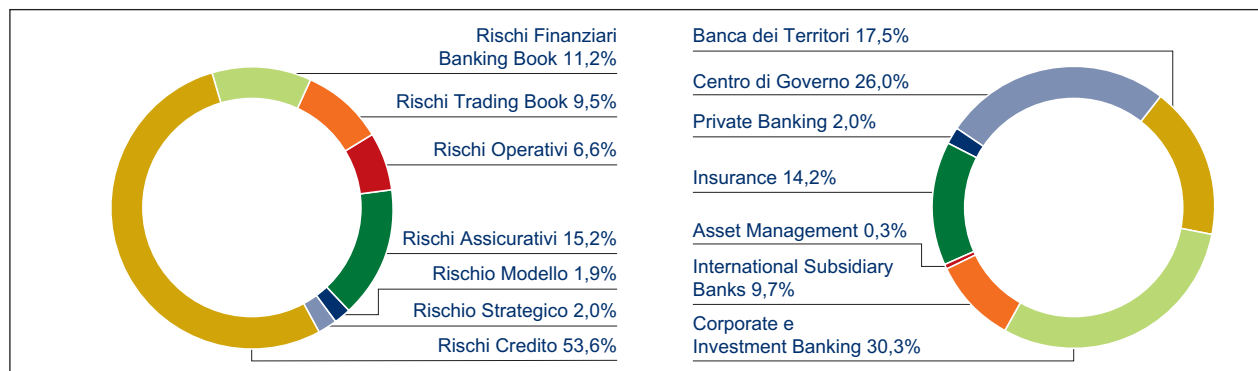 Rischi Finanziari
Banking Book 11,2%
Rischi Trading Book 9,5%
Rischi Operativi 6,6%
Rischi Assicurativi 15,2%
Rischio Modello 1,9%
Rischio Strategico 2,0%
Rischi Credito 53,6%
Banca dei Territori 17,5%
Centro di Governo 26,0%
Private Banking 2,0%
Insurance 14,2%
Asset Management 0,3%
International Subsidiary
Banks 9,7%
Corporate e
Investment Banking 30,3%